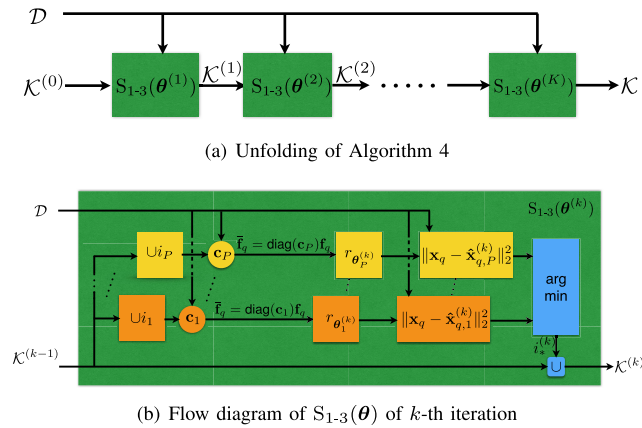 𝒟
𝒦^(0) S_1-3(θ^(1)) 𝒦^(1) S_1-3(θ^(2)) 𝒦^(2) ····· S_1-3(θ^(K)) 𝒦
(a) Unfolding of Algorithm 4
𝒟 S_1-3(θ^(k))
∪i_P c_P f̄_q = diag(c_P)f_q r_θ_P^(k) ‖x_q − x̂_q,P^(k)‖_2^2
arg
min
∪i_1 c_1 f̄_q = diag(c_1)f_q r_θ_1^(k) ‖x_q − x̂_q,1^(k)‖_2^2
i_*^(k)
𝒦^(k−1) ∪ 𝒦^(k)
(b) Flow diagram of S_1-3(θ) of k-th iteration